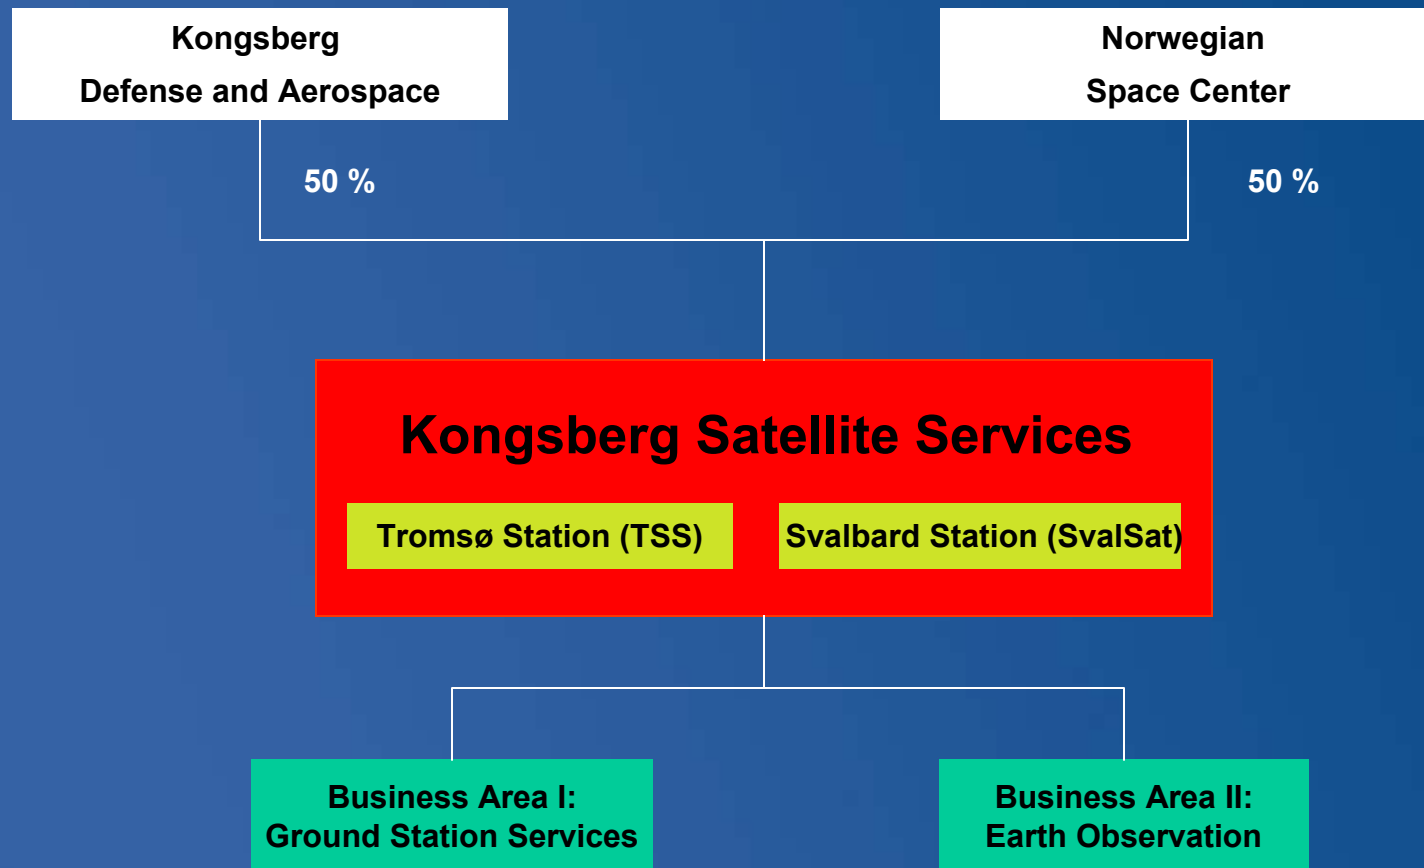 Kongsberg
Defense and Aerospace
Norwegian
Space Center
50 %
50 %
Kongsberg Satellite Services
Tromsø Station (TSS)
Svalbard Station (SvalSat)
Business Area I:
Ground Station Services
Business Area II:
Earth Observation